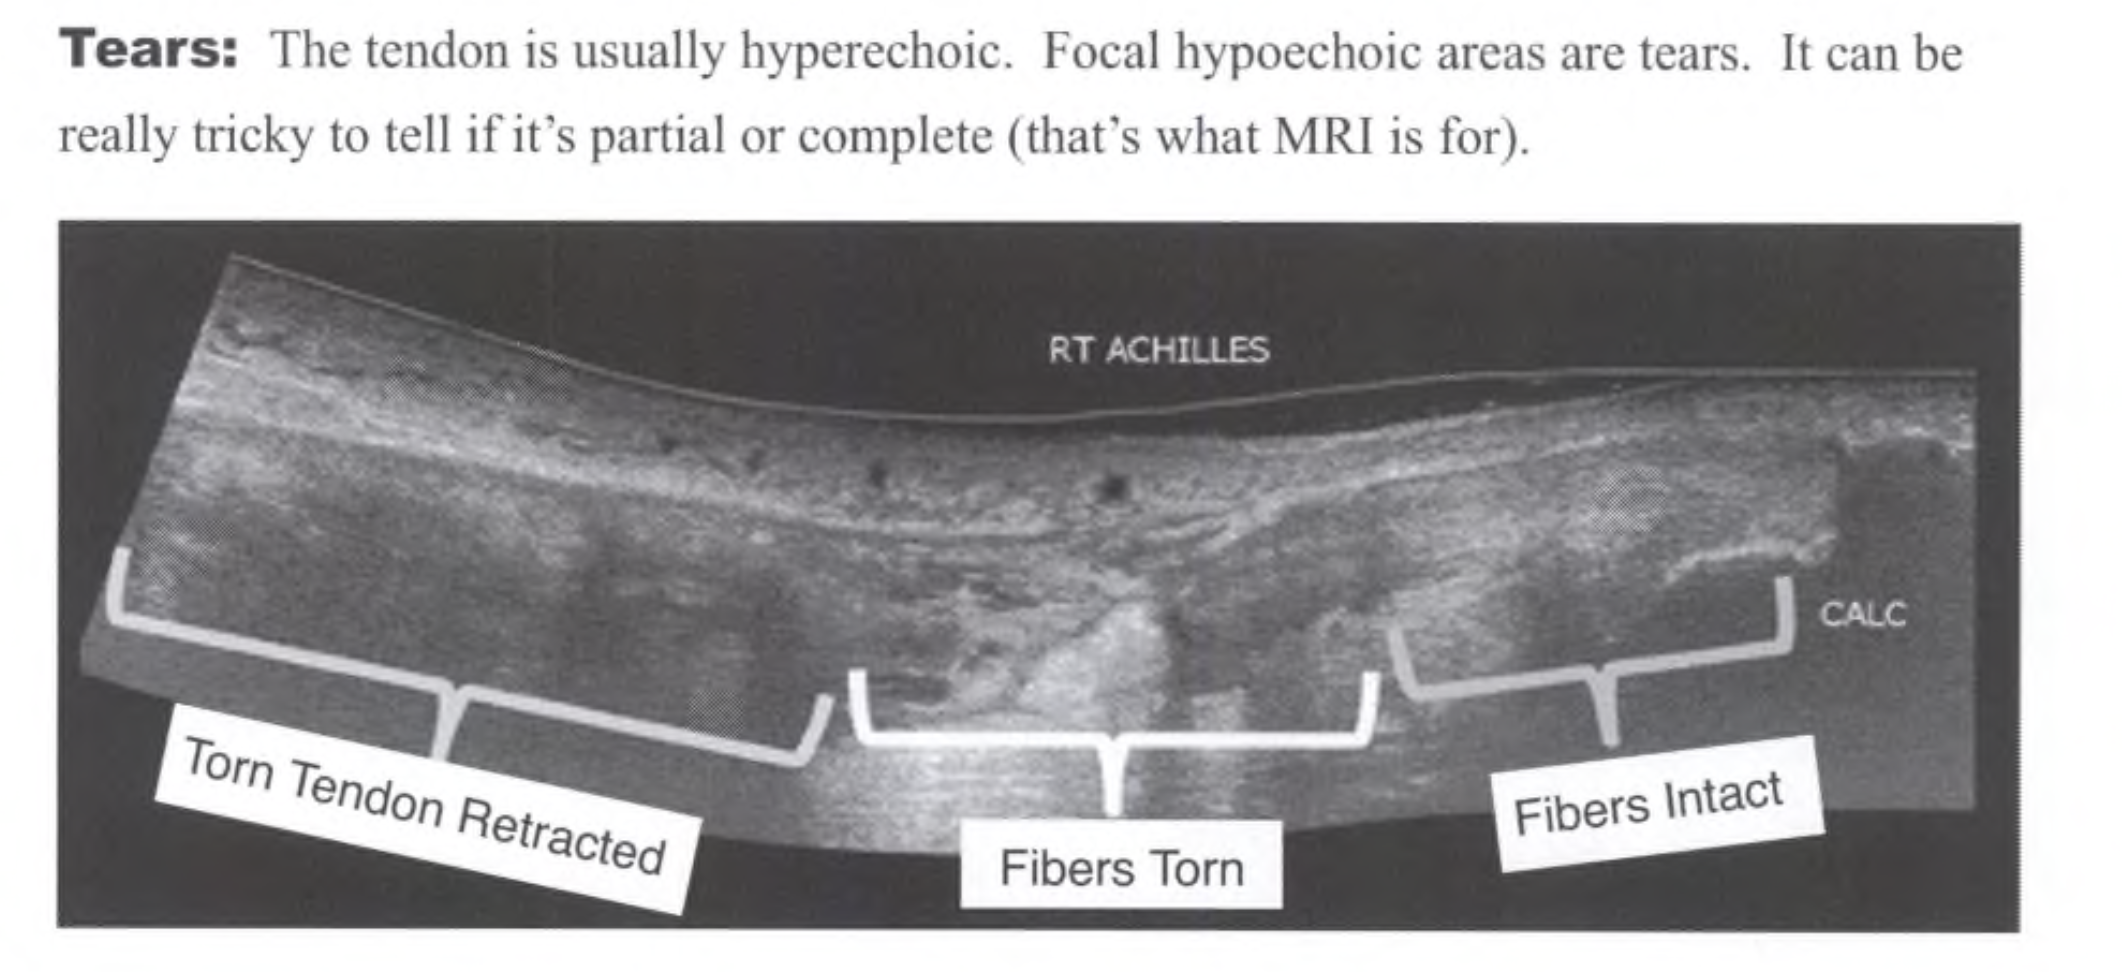 Tears: The tendon is usually hyperechoic. Focal hypoechoic areas are tears. It can be
really tricky to tell if it's partial or complete (that's what MRI is for).
RT ACHILLES
CALC
Torn Tendon Retracted
Fibers Torn
Fibers Intact